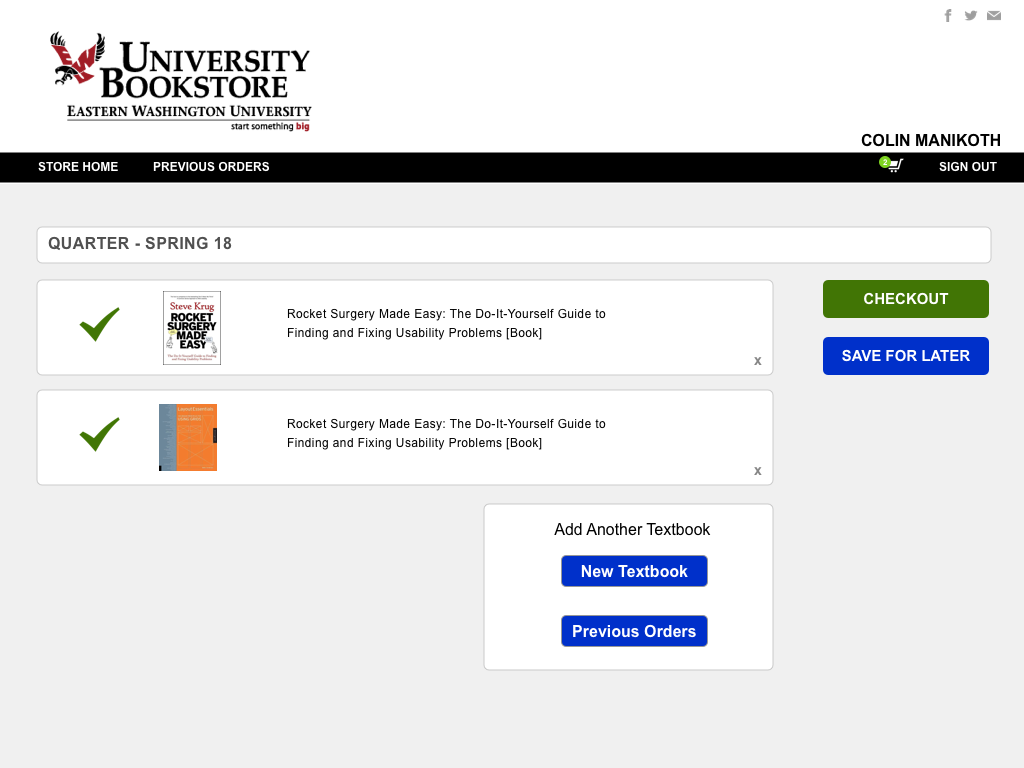 UNIVERSITY
BOOKSTORE
EASTERN WASHINGTON UNIVERSITY
start something big
COLIN MANIKOTH
STORE HOME PREVIOUS ORDERS 2 SIGN OUT
QUARTER - SPRING 18
Steve Krug
ROCKET
SURGERY
MADE
EASY
Rocket Surgery Made Easy: The Do-It-Yourself Guide to
Finding and Fixing Usability Problems [Book]
x
CHECKOUT
SAVE FOR LATER
Rocket Surgery Made Easy: The Do-It-Yourself Guide to
Finding and Fixing Usability Problems [Book]
x
Add Another Textbook
New Textbook
Previous Orders